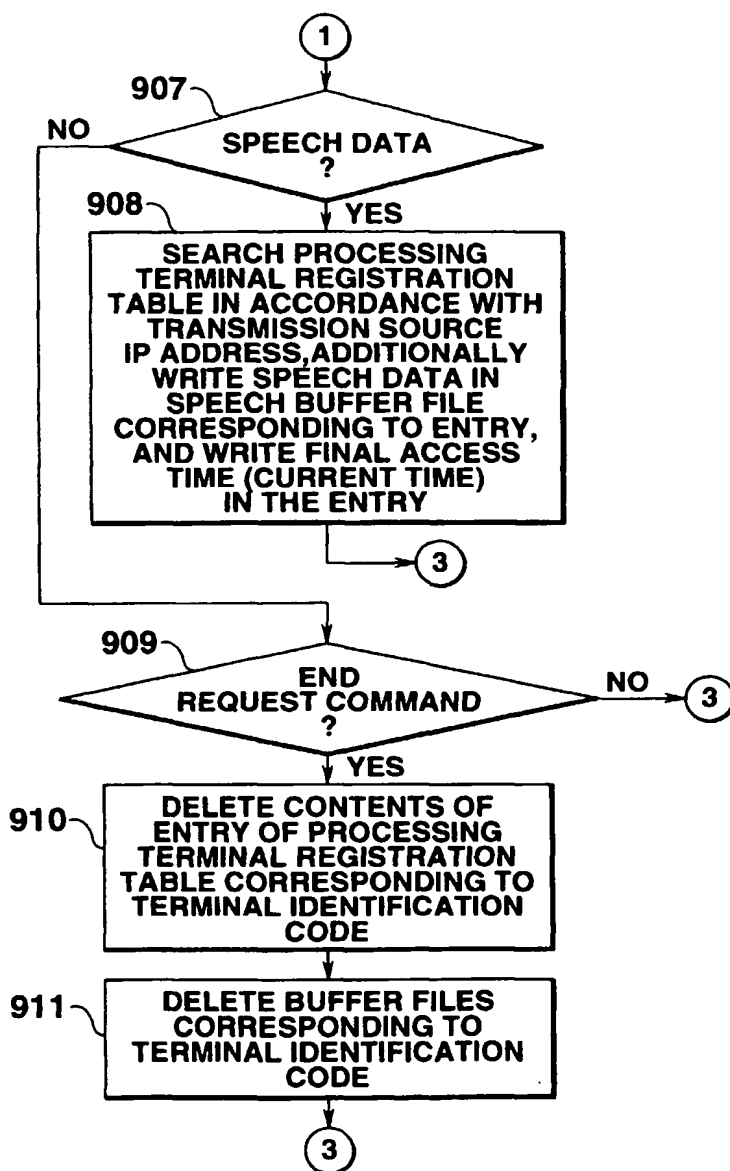 1
907
NO
SPEECH DATA
?
YES
908
SEARCH PROCESSING
TERMINAL REGISTRATION
TABLE IN ACCORDANCE WITH
TRANSMISSION SOURCE
IP ADDRESS,ADDITIONALLY
WRITE SPEECH DATA IN
SPEECH BUFFER FILE
CORRESPONDING TO ENTRY,
AND WRITE FINAL ACCESS
TIME (CURRENT TIME)
IN THE ENTRY
3
909
END
REQUEST COMMAND
?
NO
3
YES
910
DELETE CONTENTS OF
ENTRY OF PROCESSING
TERMINAL REGISTRATION
TABLE CORRESPONDING TO
TERMINAL IDENTIFICATION
CODE
911
DELETE BUFFER FILES
CORRESPONDING TO
TERMINAL IDENTIFICATION
CODE
3